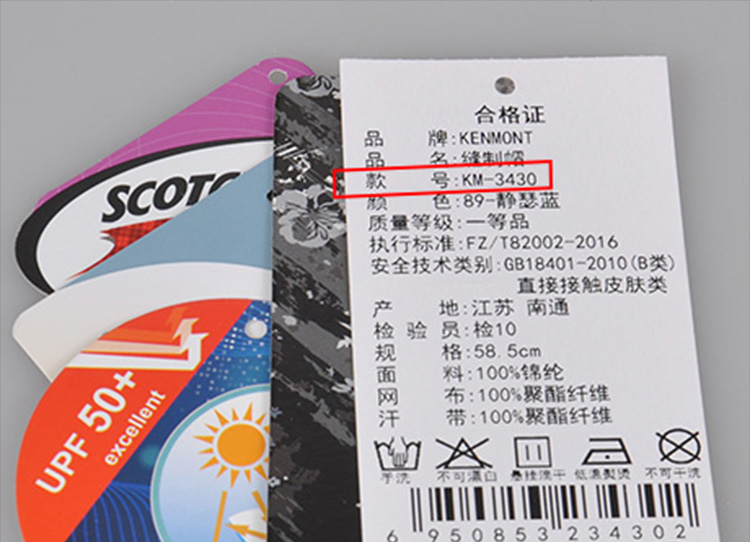 SCOTC
UPF 50+
excellent
合格证
品 牌:KENMONT
品 名:缝制帽
款 号:KM-3430
颜 色:89-静瑟蓝
质量等级:一等品
执行标准:FZ/T82002-2016
安全技术类别:GB18401-2010(B类)
直接接触皮肤类
产 地:江苏 南通
检 验 员:检10
规 格:58.5cm
面 料:100%锦纶
网 布:100%聚酯纤维
汗 带:100%聚酯纤维
手洗 不可漂白 悬挂晾干 低温熨烫 不可干洗
6 950853 234302